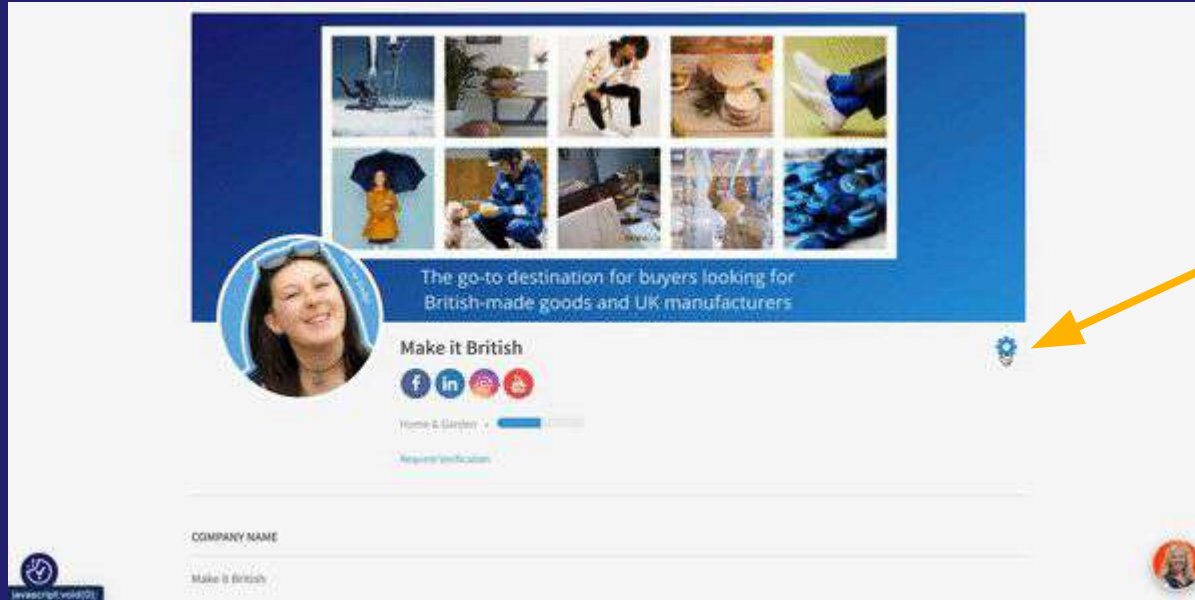 The go-to destination for buyers looking for
British-made goods and UK manufacturers
Make it British
Home & Garden
Request Verification
COMPANY NAME
Make it British
javascript:void(0);